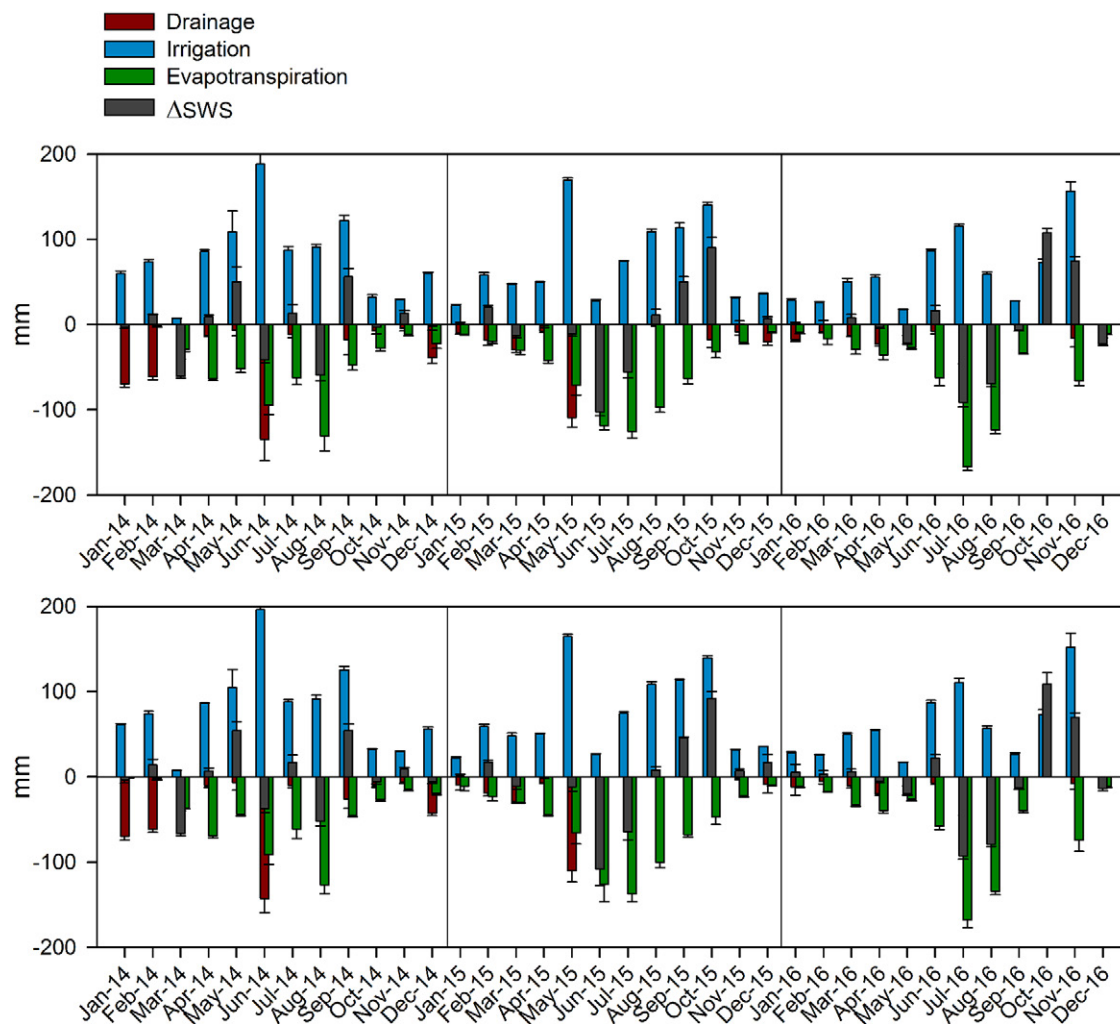 Drainage
Irrigation
Evapotranspiration
ΔSWS
200
100
0
-100
-200
mm
Jan-14 Feb-14 Mar-14 Apr-14 May-14 Jun-14 Jul-14 Aug-14 Sep-14 Oct-14 Nov-14 Dec-14 Jan-15 Feb-15 Mar-15 Apr-15 May-15 Jun-15 Jul-15 Aug-15 Sep-15 Oct-15 Nov-15 Dec-15 Jan-16 Feb-16 Mar-16 Apr-16 May-16 Jun-16 Jul-16 Aug-16 Sep-16 Oct-16 Nov-16 Dec-16
200
100
0
-100
-200
mm
Jan-14 Feb-14 Mar-14 Apr-14 May-14 Jun-14 Jul-14 Aug-14 Sep-14 Oct-14 Nov-14 Dec-14 Jan-15 Feb-15 Mar-15 Apr-15 May-15 Jun-15 Jul-15 Aug-15 Sep-15 Oct-15 Nov-15 Dec-15 Jan-16 Feb-16 Mar-16 Apr-16 May-16 Jun-16 Jul-16 Aug-16 Sep-16 Oct-16 Nov-16 Dec-16